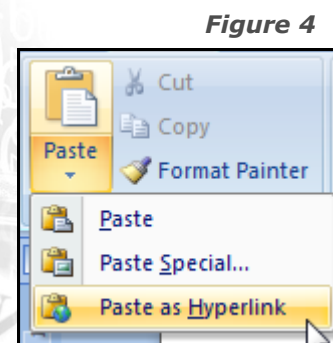 Figure 4
Cut
Copy
Paste
Format Painter
Paste
Paste Special...
Paste as Hyperlink